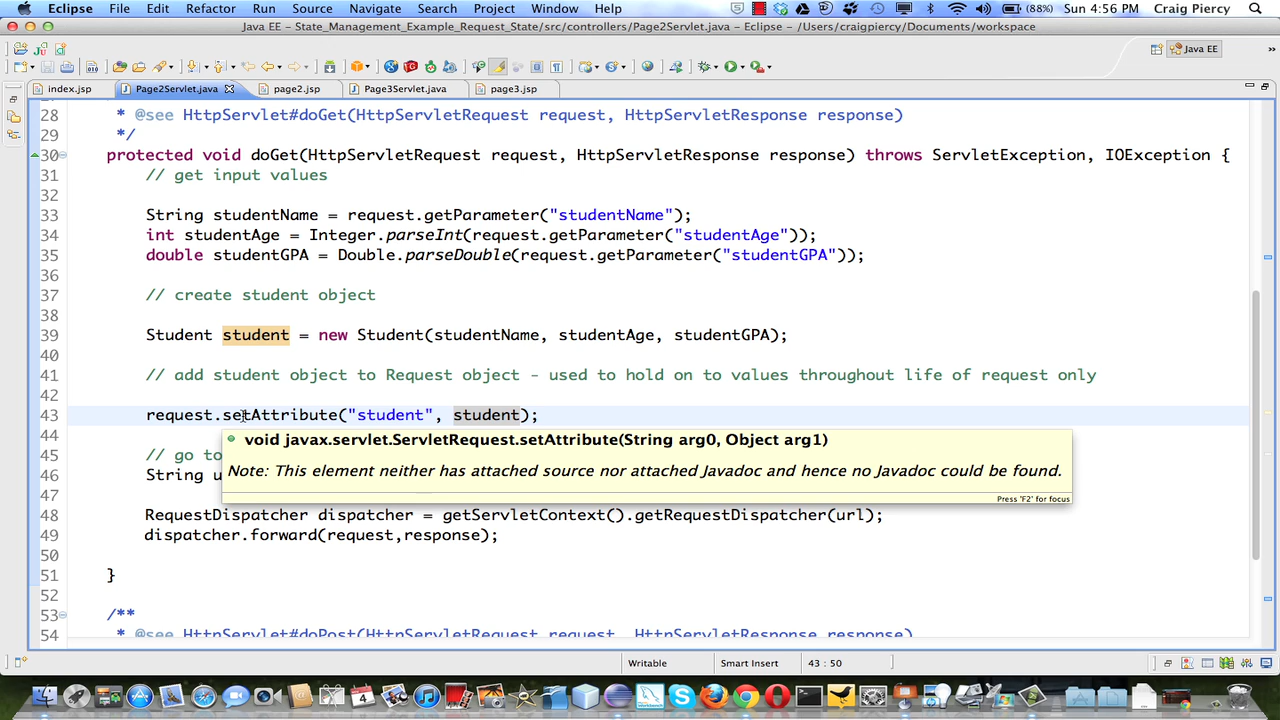 Eclipse File Edit Refactor Run Source Navigate Search Project Window Help (88%) Sun 4:56 PM Craig Piercy
Java EE – State_Management_Example_Request_State/src/controllers/Page2Servlet.java – Eclipse – /Users/craigpiercy/Documents/workspace
Java EE »
index.jsp Page2Servlet.java page2.jsp Page3Servlet.java page3.jsp
28 * @see HttpServlet#doGet(HttpServletRequest request, HttpServletResponse response)
29 */
30 protected void doGet(HttpServletRequest request, HttpServletResponse response) throws ServletException, IOException {
31 // get input values
32
33 String studentName = request.getParameter("studentName");
34 int studentAge = Integer.parseInt(request.getParameter("studentAge"));
35 double studentGPA = Double.parseDouble(request.getParameter("studentGPA"));
36
37 // create student object
38
39 Student student = new Student(studentName, studentAge, studentGPA);
40
41 // add student object to Request object - used to hold on to values throughout life of request only
42
43 request.setAttribute("student", student);
44 void javax.servlet.ServletRequest.setAttribute(String arg0, Object arg1)
45 // go to
46 String u
Note: This element neither has attached source nor attached Javadoc and hence no Javadoc could be found.
47
Press 'F2' for focus
48 RequestDispatcher dispatcher = getServletContext().getRequestDispatcher(url);
49 dispatcher.forward(request,response);
50
51 }
52
53 /**
54 * @see HttpServlet#doPost(HttpServletRequest request, HttpServletResponse response)
Writable Smart Insert 43 : 50